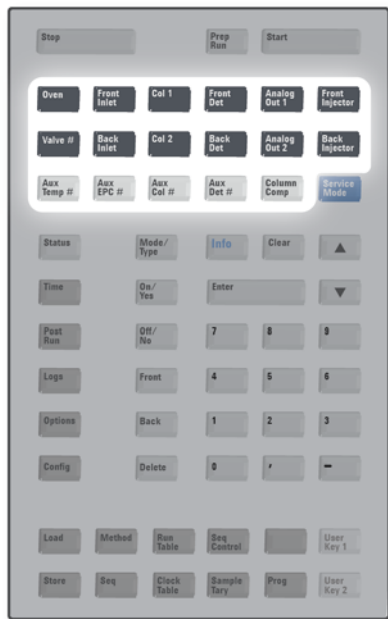 Stop
Prep
Run
Start
Oven
Front
Inlet
Col 1
Front
Det
Analog
Out 1
Front
Injector
Valve #
Back
Inlet
Col 2
Back
Det
Analog
Out 2
Back
Injector
Aux
Temp #
Aux
EPC #
Aux
Col #
Aux
Det #
Column
Comp
Service
Mode
Status
Mode/
Type
Info
Clear
Time
On/
Yes
Enter
Post
Run
Off/
No
7
8
9
Logs
Front
4
5
6
Options
Back
1
2
3
Config
Delete
0
-
Load
Method
Run
Table
Seq
Control
User
Key 1
Store
Seq
Clock
Table
Sample
Tary
Prog
User
Key 2